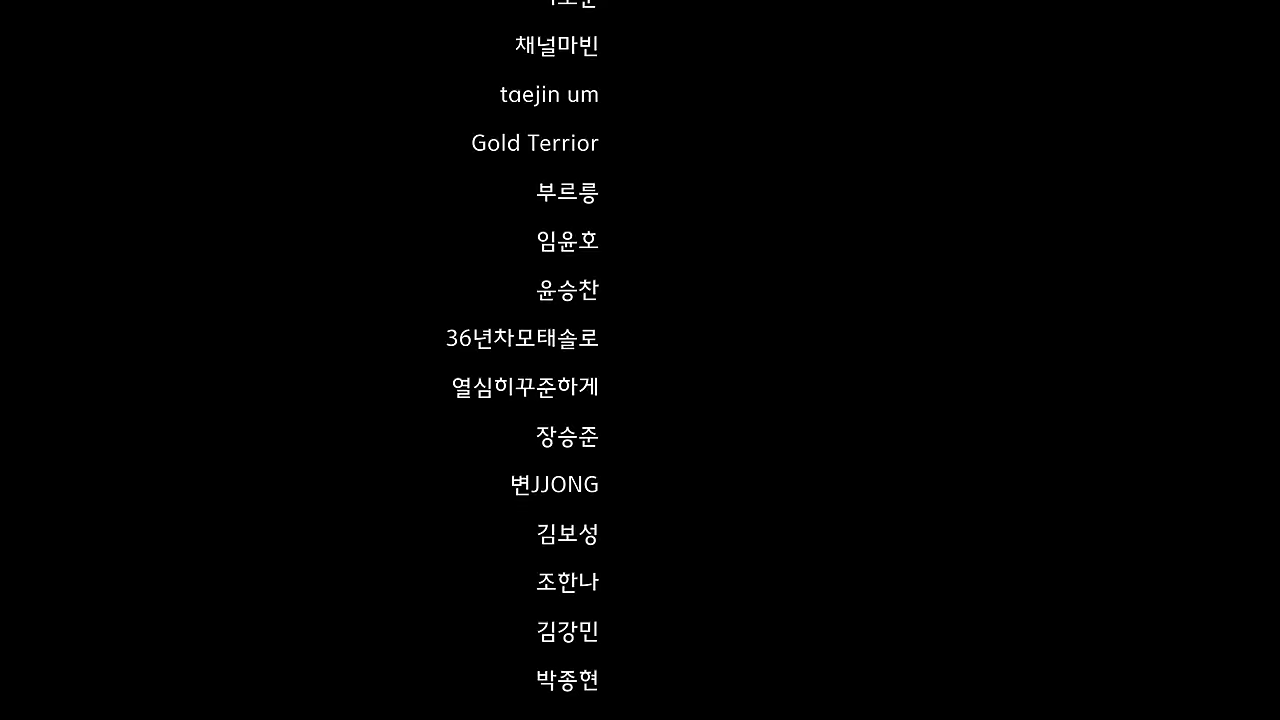 채널마빈
taejin um
Gold Terrior
부르릉
임윤호
윤승찬
36년차모태솔로
열심히꾸준하게
장승준
변JJONG
김보성
조한나
김강민
박종현